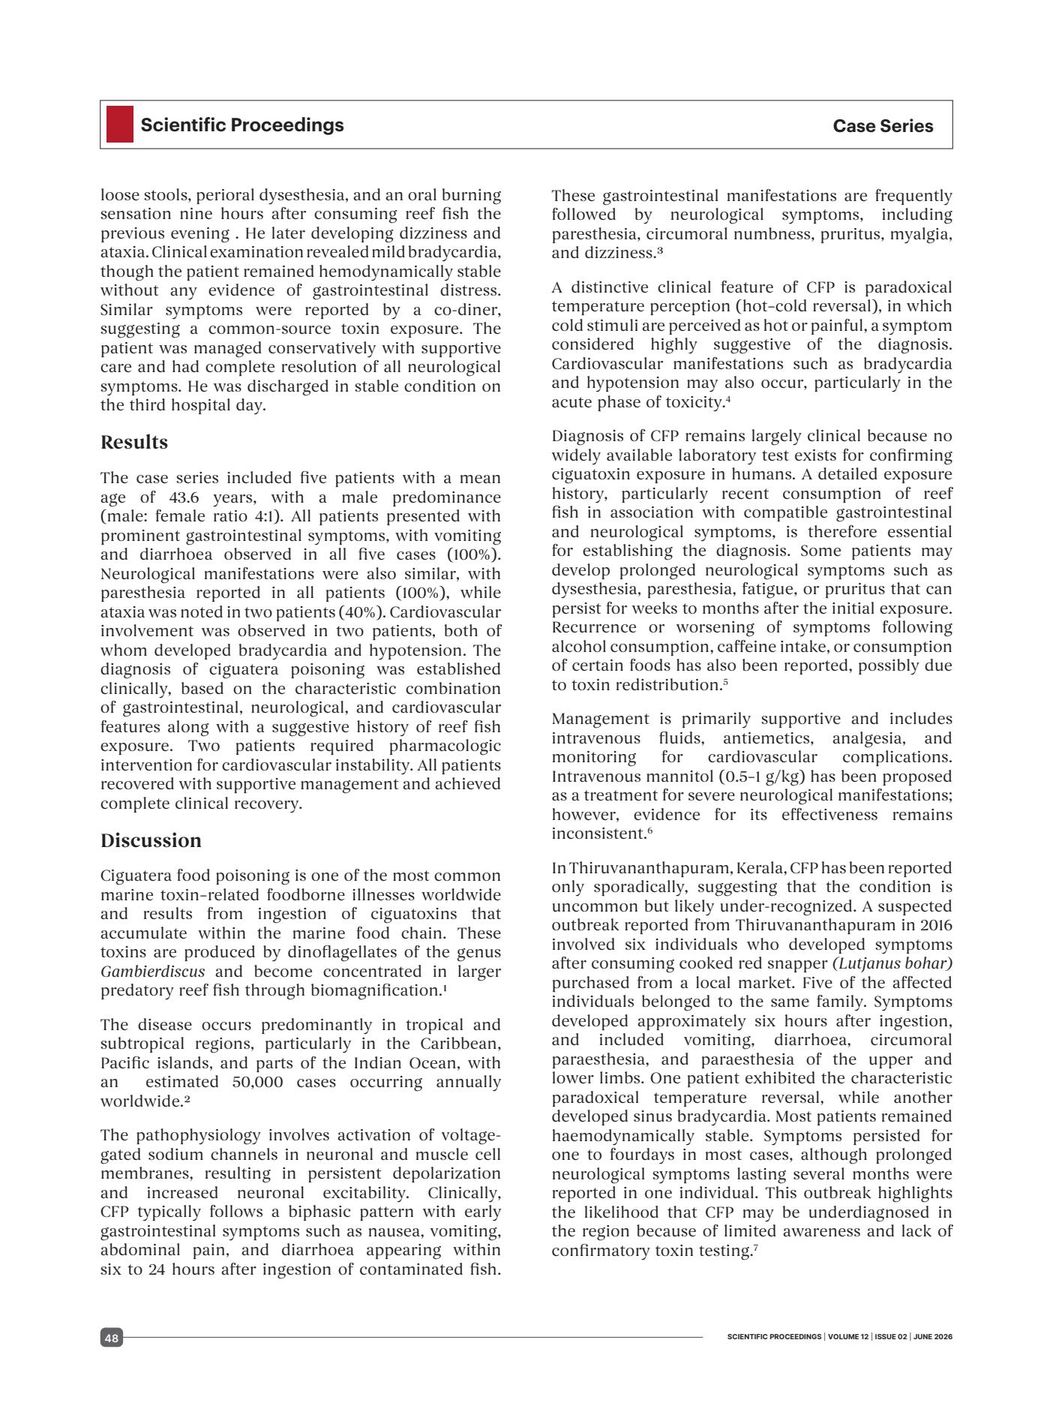 Scientific Proceedings
Case Series
loose stools, perioral dysesthesia, and an oral burning
sensation nine hours after consuming reef fish the
previous evening . He later developing dizziness and
ataxia. Clinical examination revealed mild bradycardia,
though the patient remained hemodynamically stable
without any evidence of gastrointestinal distress.
Similar symptoms were reported by a co-diner,
suggesting a common-source toxin exposure. The
patient was managed conservatively with supportive
care and had complete resolution of all neurological
symptoms. He was discharged in stable condition on
the third hospital day.
Results
The case series included five patients with a mean
age of 43.6 years, with a male predominance
(male: female ratio 4:1). All patients presented with
prominent gastrointestinal symptoms, with vomiting
and diarrhoea observed in all five cases (100%).
Neurological manifestations were also similar, with
paresthesia reported in all patients (100%), while
ataxia was noted in two patients (40%). Cardiovascular
involvement was observed in two patients, both of
whom developed bradycardia and hypotension. The
diagnosis of ciguatera poisoning was established
clinically, based on the characteristic combination
of gastrointestinal, neurological, and cardiovascular
features along with a suggestive history of reef fish
exposure. Two patients required pharmacologic
intervention for cardiovascular instability. All patients
recovered with supportive management and achieved
complete clinical recovery.
Discussion
Ciguatera food poisoning is one of the most common
marine toxin–related foodborne illnesses worldwide
and results from ingestion of ciguatoxins that
accumulate within the marine food chain. These
toxins are produced by dinoflagellates of the genus
Gambierdiscus and become concentrated in larger
predatory reef fish through biomagnification.¹
The disease occurs predominantly in tropical and
subtropical regions, particularly in the Caribbean,
Pacific islands, and parts of the Indian Ocean, with
an estimated 50,000 cases occurring annually
worldwide.²
The pathophysiology involves activation of voltage-
gated sodium channels in neuronal and muscle cell
membranes, resulting in persistent depolarization
and increased neuronal excitability. Clinically,
CFP typically follows a biphasic pattern with early
gastrointestinal symptoms such as nausea, vomiting,
abdominal pain, and diarrhoea appearing within
six to 24 hours after ingestion of contaminated fish.
These gastrointestinal manifestations are frequently
followed by neurological symptoms, including
paresthesia, circumoral numbness, pruritus, myalgia,
and dizziness.³
A distinctive clinical feature of CFP is paradoxical
temperature perception (hot–cold reversal), in which
cold stimuli are perceived as hot or painful, a symptom
considered highly suggestive of the diagnosis.
Cardiovascular manifestations such as bradycardia
and hypotension may also occur, particularly in the
acute phase of toxicity.⁴
Diagnosis of CFP remains largely clinical because no
widely available laboratory test exists for confirming
ciguatoxin exposure in humans. A detailed exposure
history, particularly recent consumption of reef
fish in association with compatible gastrointestinal
and neurological symptoms, is therefore essential
for establishing the diagnosis. Some patients may
develop prolonged neurological symptoms such as
dysesthesia, paresthesia, fatigue, or pruritus that can
persist for weeks to months after the initial exposure.
Recurrence or worsening of symptoms following
alcohol consumption, caffeine intake, or consumption
of certain foods has also been reported, possibly due
to toxin redistribution.⁵
Management is primarily supportive and includes
intravenous fluids, antiemetics, analgesia, and
monitoring for cardiovascular complications.
Intravenous mannitol (0.5–1 g/kg) has been proposed
as a treatment for severe neurological manifestations;
however, evidence for its effectiveness remains
inconsistent.⁶
In Thiruvananthapuram, Kerala, CFP has been reported
only sporadically, suggesting that the condition is
uncommon but likely under-recognized. A suspected
outbreak reported from Thiruvananthapuram in 2016
involved six individuals who developed symptoms
after consuming cooked red snapper (Lutjanus bohar)
purchased from a local market. Five of the affected
individuals belonged to the same family. Symptoms
developed approximately six hours after ingestion,
and included vomiting, diarrhoea, circumoral
paraesthesia, and paraesthesia of the upper and
lower limbs. One patient exhibited the characteristic
paradoxical temperature reversal, while another
developed sinus bradycardia. Most patients remained
haemodynamically stable. Symptoms persisted for
one to fourdays in most cases, although prolonged
neurological symptoms lasting several months were
reported in one individual. This outbreak highlights
the likelihood that CFP may be underdiagnosed in
the region because of limited awareness and lack of
confirmatory toxin testing.⁷
48
SCIENTIFIC PROCEEDINGS | VOLUME 12 | ISSUE 02 | JUNE 2026